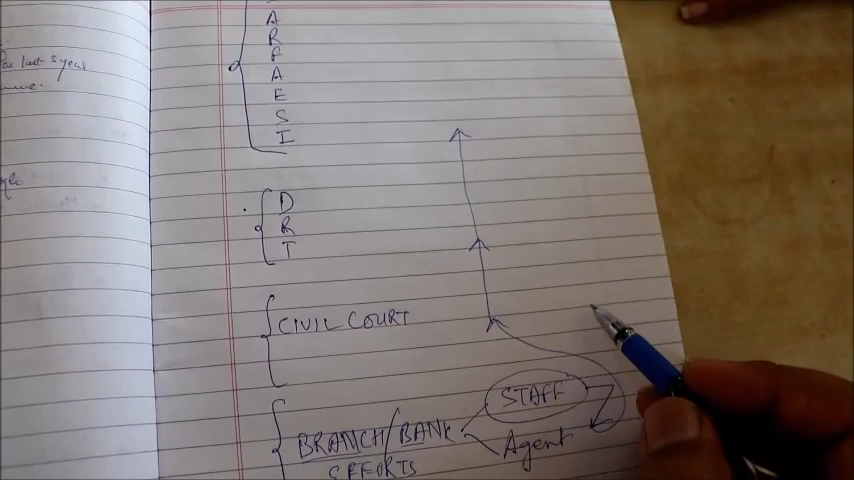 last 3 year
A
R
F
A
E
S
I
D
R
T
CIVIL COURT
STAFF
BRANCH/BANK
Agent
EFFORTS